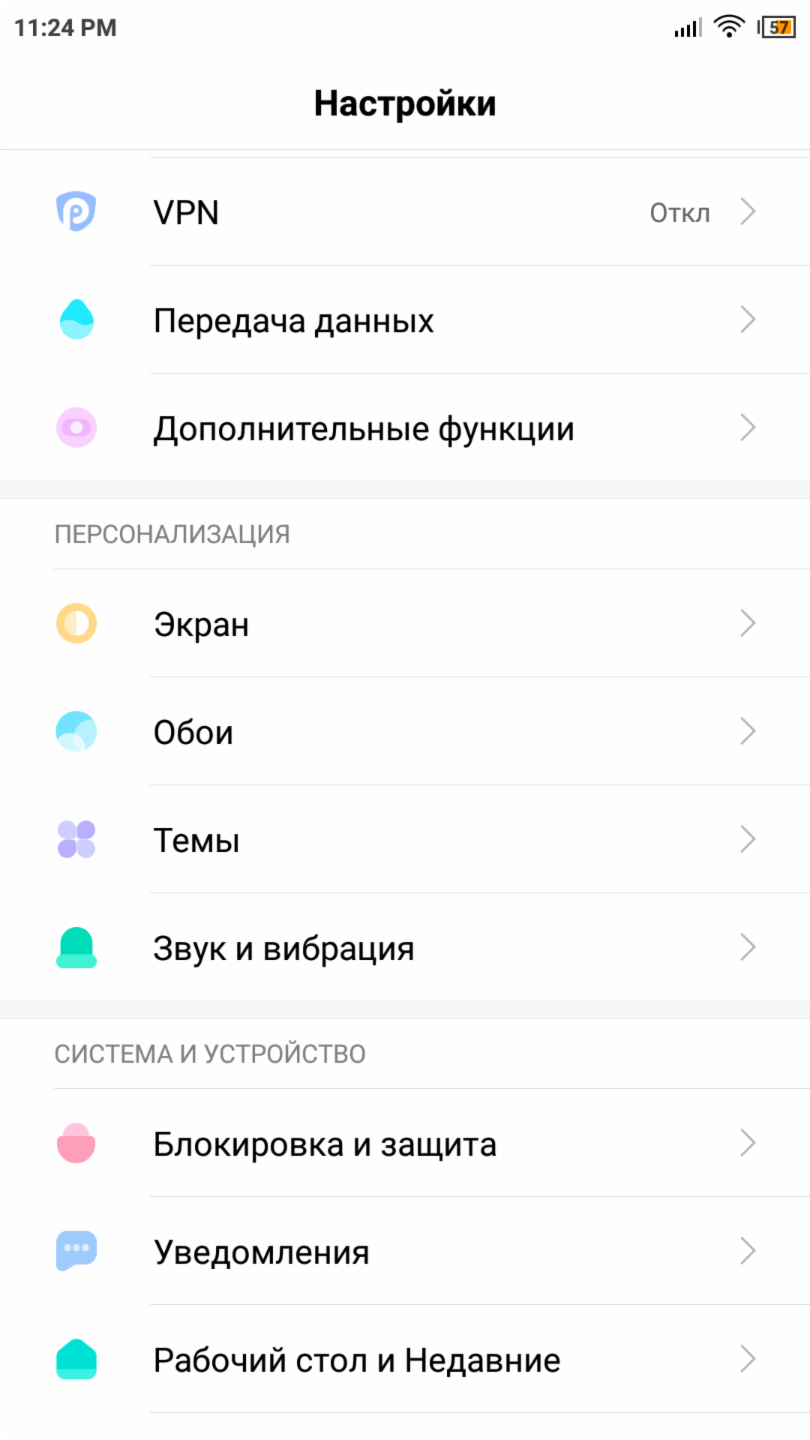 11:24 PM
57
Настройки
VPN
Откл
Передача данных
Дополнительные функции
ПЕРСОНАЛИЗАЦИЯ
Экран
Обои
Темы
Звук и вибрация
СИСТЕМА И УСТРОЙСТВО
Блокировка и защита
Уведомления
Рабочий стол и Недавние